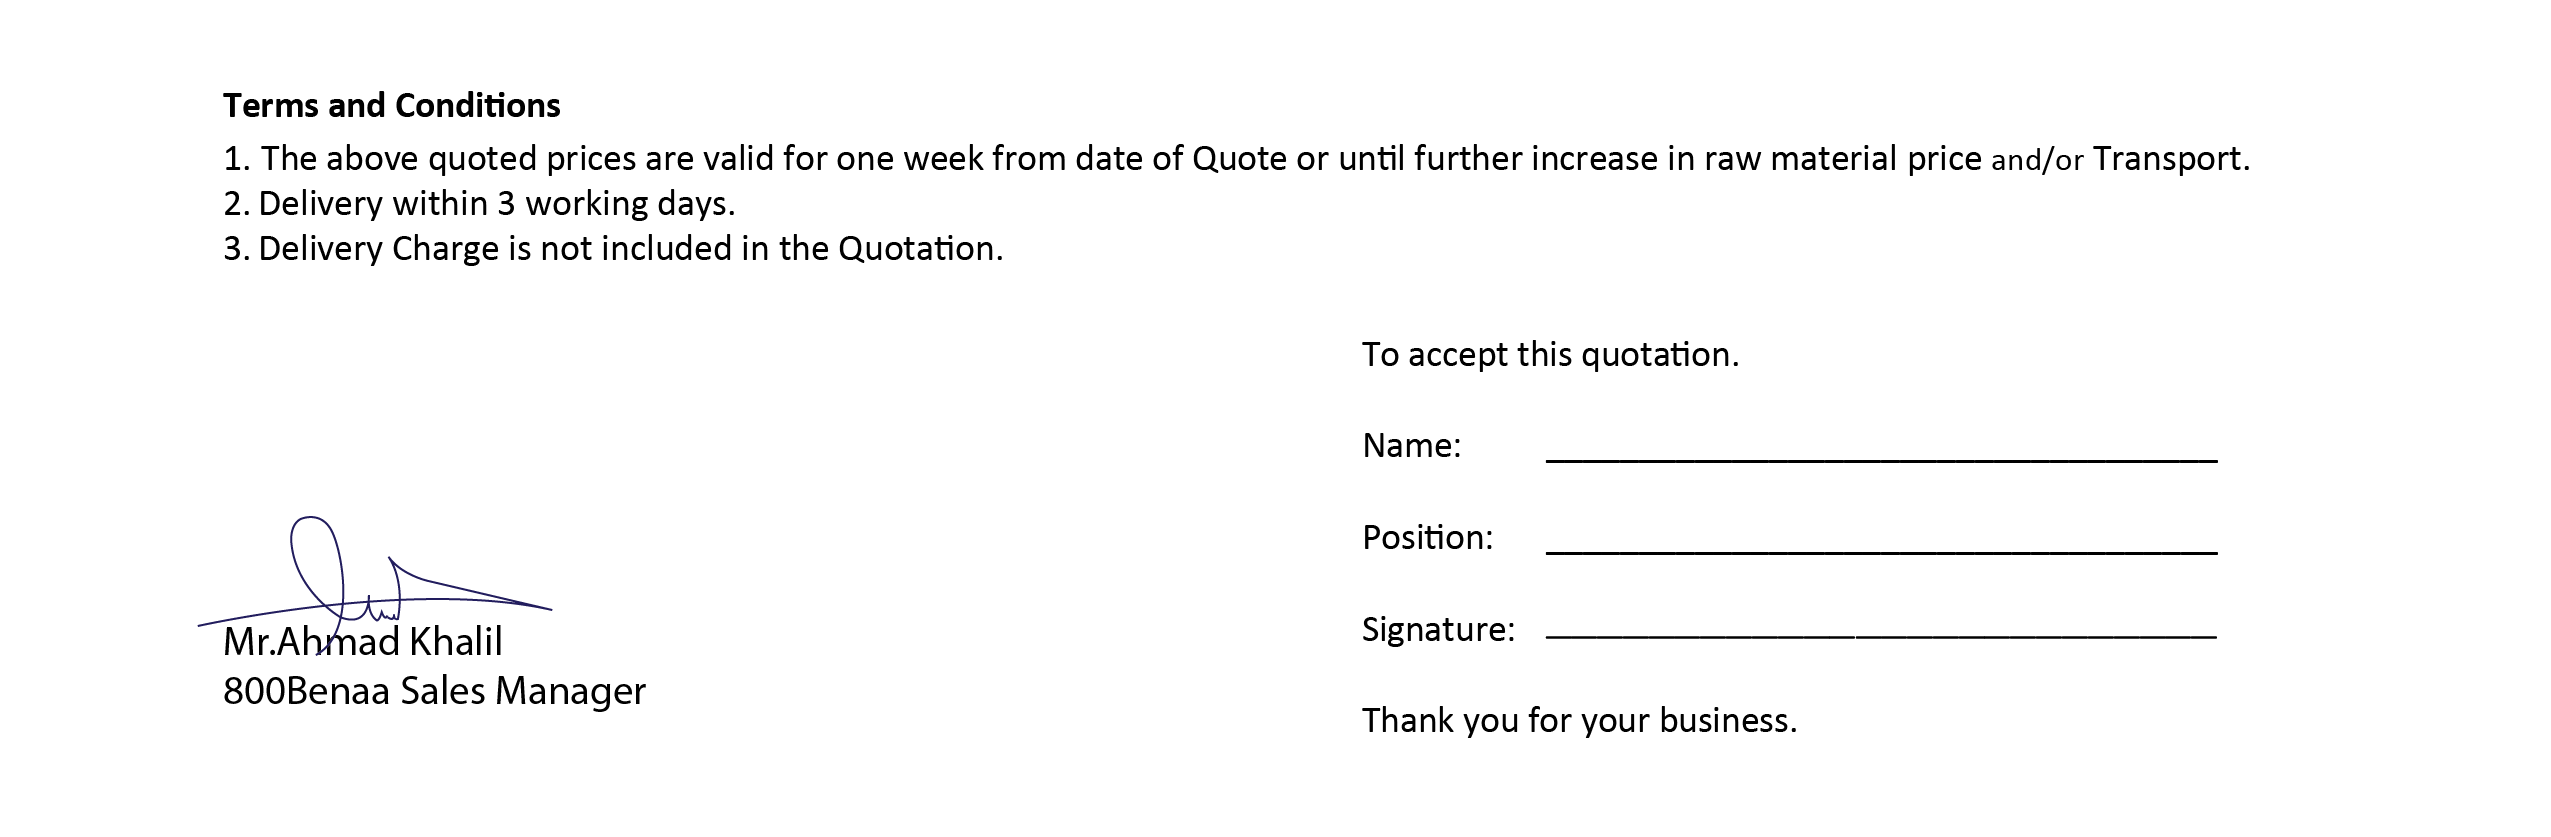 Terms and Conditions
1. The above quoted prices are valid for one week from date of Quote or until further increase in raw material price and/or Transport.
2. Delivery within 3 working days.
3. Delivery Charge is not included in the Quotation.
To accept this quotation.
Name:
Position:
Signature:
Thank you for your business.
Mr.Ahmad Khalil
800Benaa Sales Manager